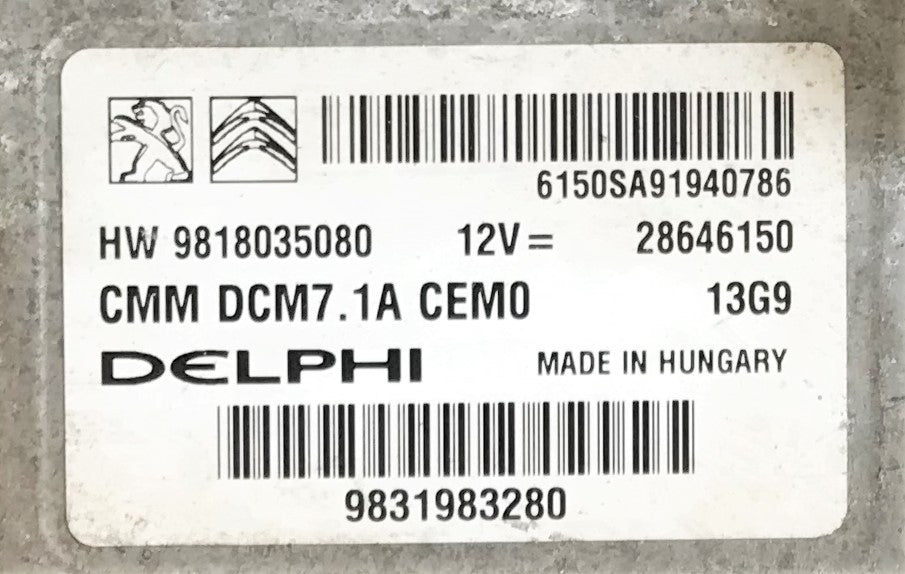 6150SA91940786
HW 9818035080 12V= 28646150
CMM DCM7.1A CEM0 13G9
DELPHI MADE IN HUNGARY
9831983280